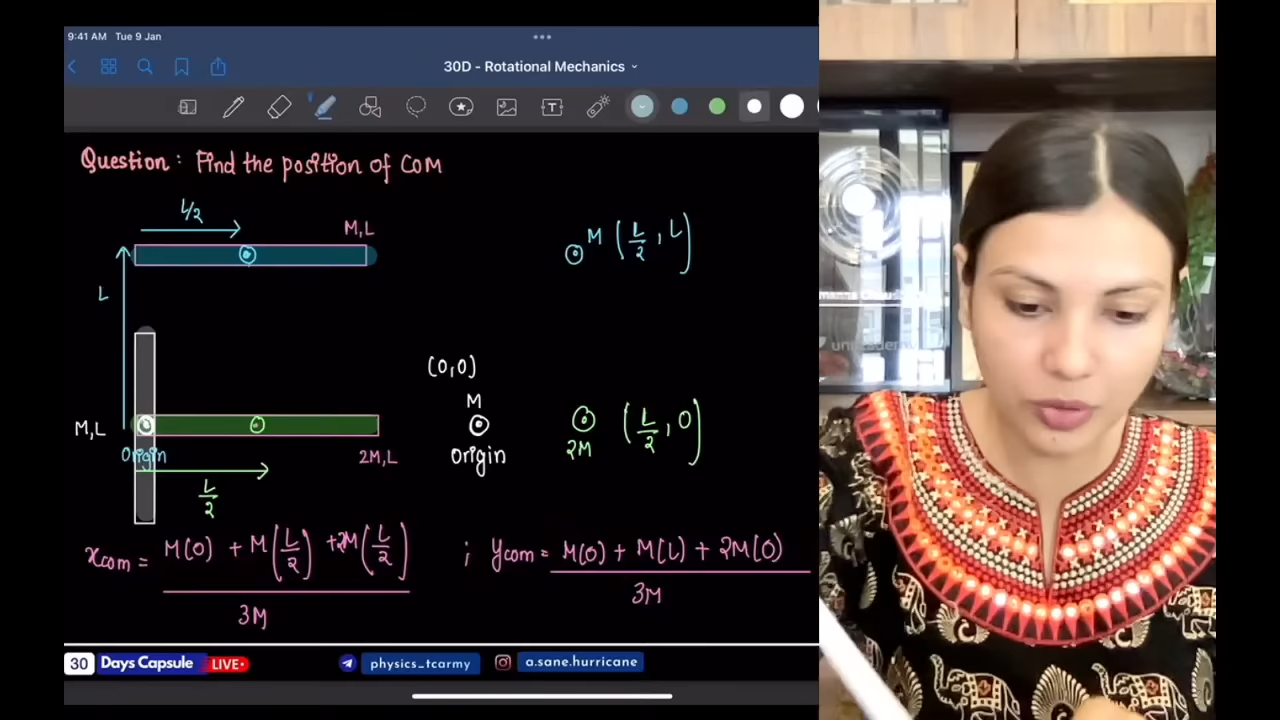 9:41 AM Tue 9 Jan
30D - Rotational Mechanics
Question: Find the position of COM
L/2
M, L
M (L/2, L)
L
(0,0)
M
M, L
Origin
2M, L
Origin
2M
(L/2, 0)
L/2
xcom = M(0) + M(L/2) + 2M(L/2) / 3M ; ycom = M(0) + M(L) + 2M(0) / 3M
30 Days Capsule LIVE physics_tcarmy a.sane.hurricane